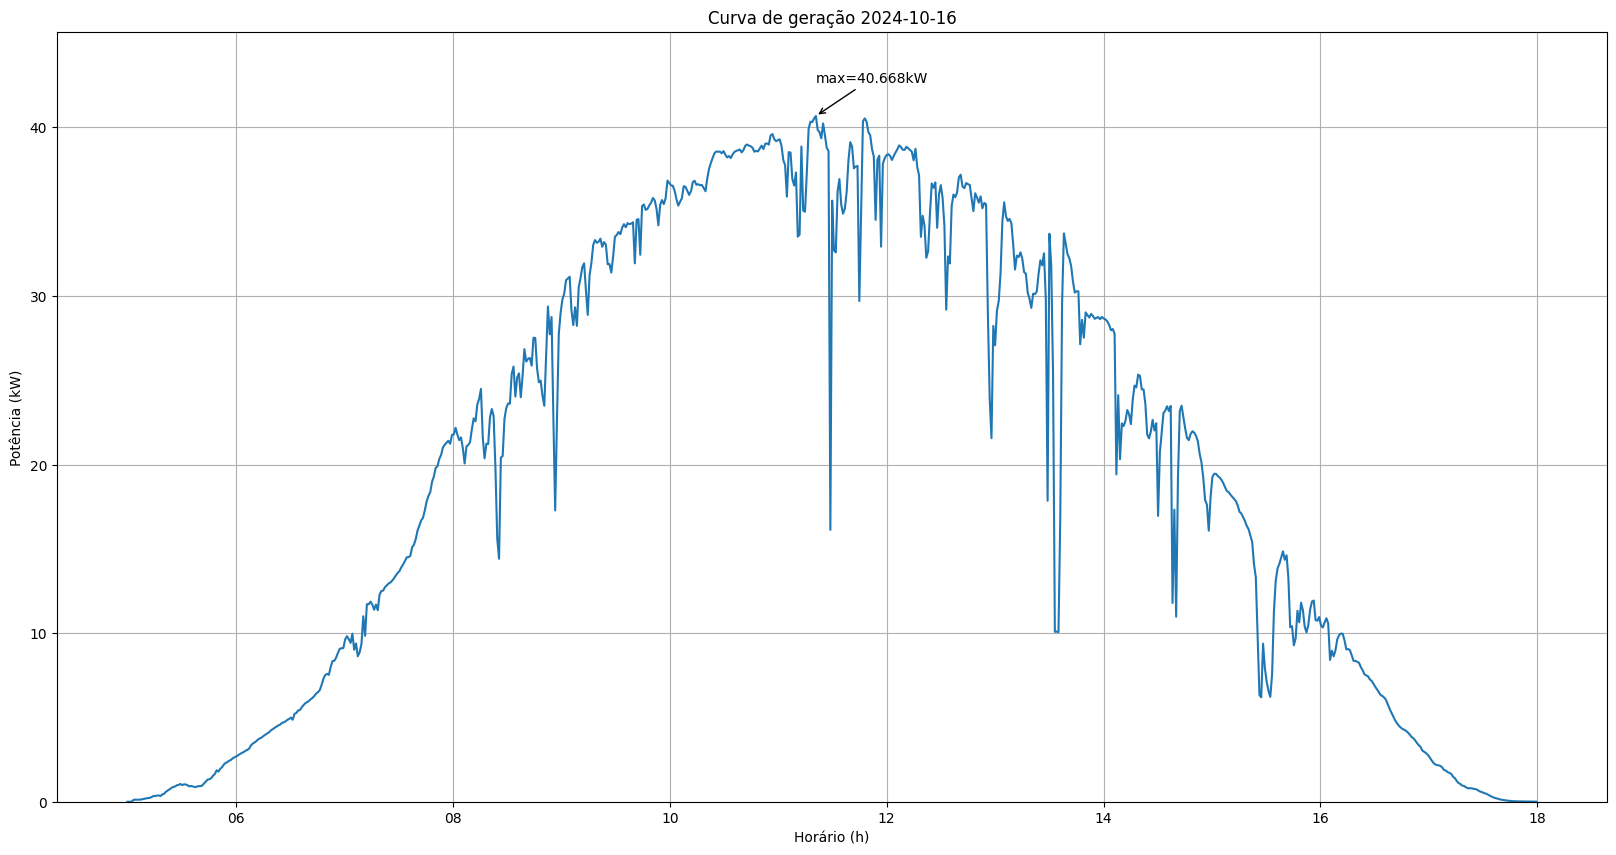 Curva de geração 2024-10-16
max=40.668kW
Potência (kW)
40
30
20
10
0
06 08 10 12 14 16 18
Horário (h)